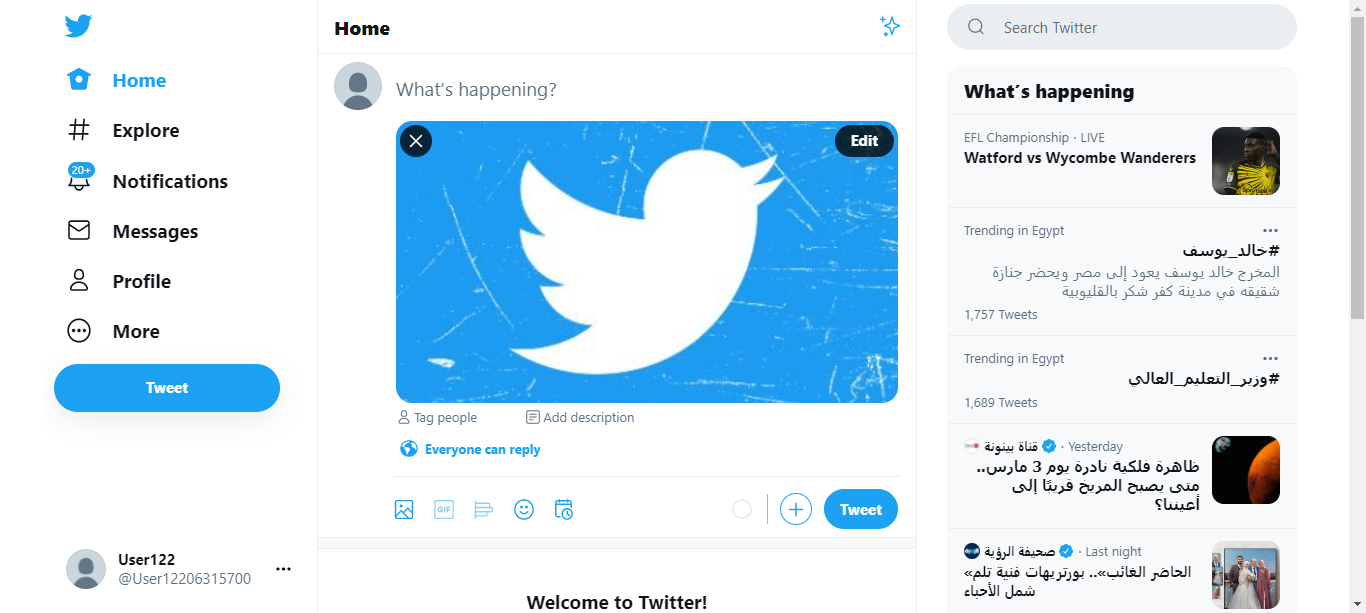 Home
Explore
20+
Notifications
Messages
Profile
More
Tweet
User122
@User12206315700
Home
What's happening?
Edit
Tag people
Add description
Everyone can reply
GIF
Tweet
Welcome to Twitter!
Search Twitter
What's happening
EFL Championship · LIVE
Watford vs Wycombe Wanderers
Trending in Egypt
#خالد_يوسف
المخرج خالد يوسف يعود إلى مصر ويحضر جنازة
شقيقه في مدينة كفر شكر بالقليوبية
1,757 Tweets
Trending in Egypt
#وزير_التعليم_العالي
1,689 Tweets
قناة بينونة · Yesterday
ظاهرة فلكية نادرة يوم 3 مارس..
متى يصبح المريخ قريبًا إلى
أعيننا؟
صحيفة الرؤية · Last night
«الحاضر الغائب».. بورتريهات فنية تلم
شمل الأحباء